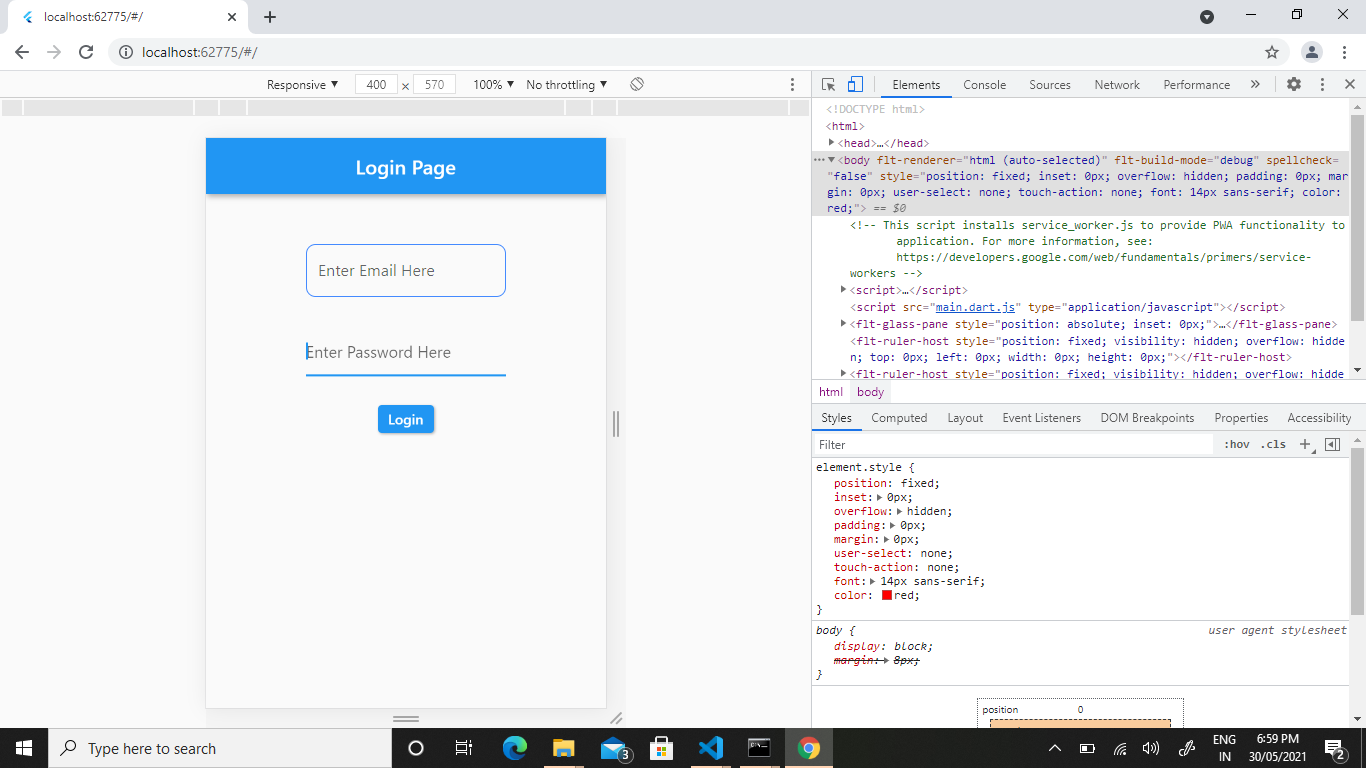 localhost:62775/#/
localhost:62775/#/
Responsive 400 × 570 100% No throttling
Elements Console Sources Network Performance »
<!DOCTYPE html>
<html>
<head>…</head>
<body flt-renderer="html (auto-selected)" flt-build-mode="debug" spellcheck=
"false" style="position: fixed; inset: 0px; overflow: hidden; padding: 0px; mar
gin: 0px; user-select: none; touch-action: none; font: 14px sans-serif; color:
red;"> == $0
<!-- This script installs service_worker.js to provide PWA functionality to
application. For more information, see:
https://developers.google.com/web/fundamentals/primers/service-
workers -->
<script>…</script>
<script src="main.dart.js" type="application/javascript"></script>
<flt-glass-pane style="position: absolute; inset: 0px;">…</flt-glass-pane>
<flt-ruler-host style="position: fixed; visibility: hidden; overflow: hidde
n; top: 0px; left: 0px; width: 0px; height: 0px;"></flt-ruler-host>
<flt-ruler-host style="position: fixed; visibility: hidden; overflow: hidde
html body
Styles Computed Layout Event Listeners DOM Breakpoints Properties Accessibility
Filter :hov .cls +
element.style {
position: fixed;
inset: 0px;
overflow: hidden;
padding: 0px;
margin: 0px;
user-select: none;
touch-action: none;
font: 14px sans-serif;
color: red;
}
body { user agent stylesheet
display: block;
margin: 8px;
}
position 0
Login Page
Enter Email Here
Enter Password Here
Login
Type here to search
3
ENG
IN
6:59 PM
30/05/2021
2